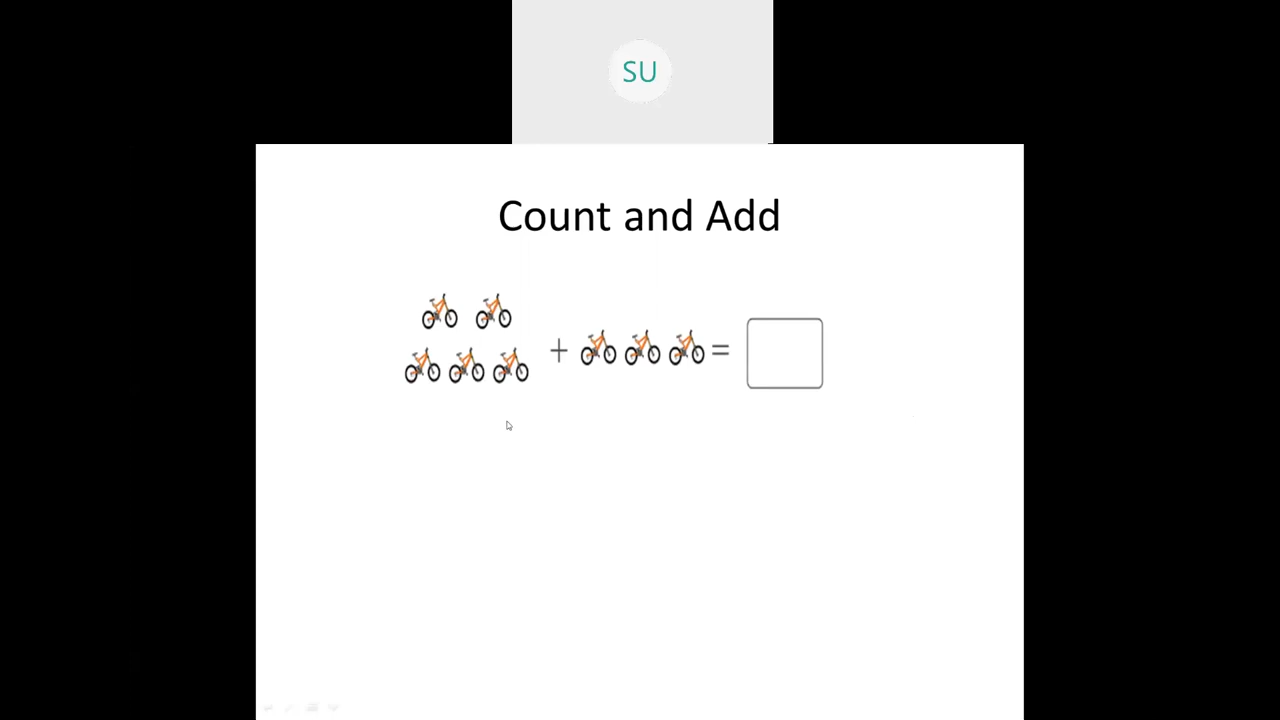 SU
Count and Add
+ =